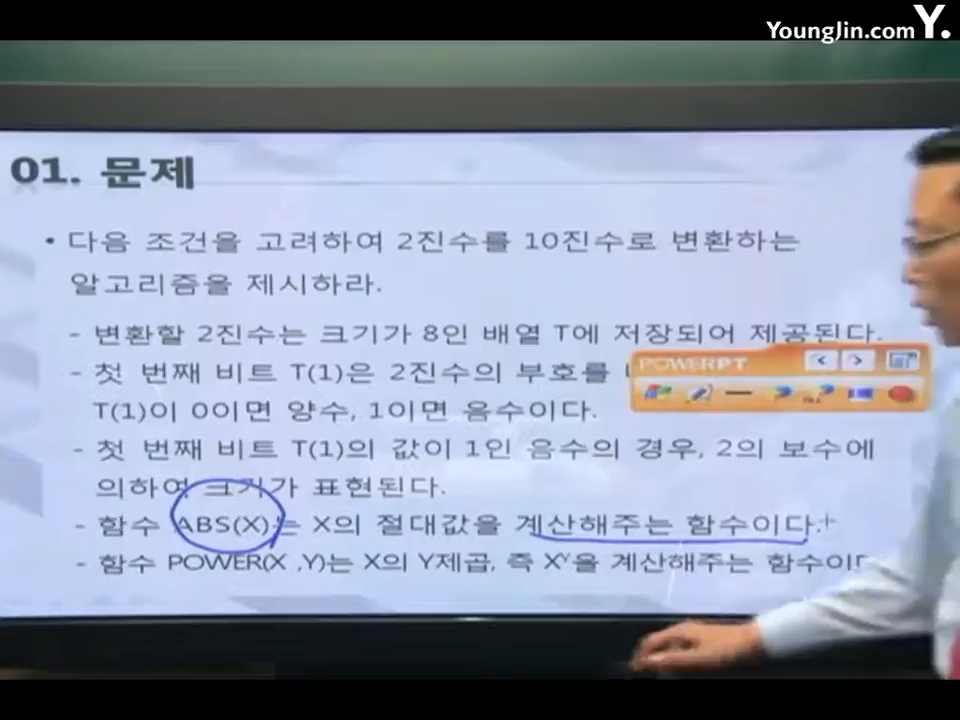 YoungJin.com Y.
01. 문제
• 다음 조건을 고려하여 2진수를 10진수로 변환하는
알고리즘을 제시하라.
- 변환할 2진수는 크기가 8인 배열 T에 저장되어 제공된다.
POWERPT
- 첫 번째 비트 T(1)은 2진수의 부호를
T(1)이 0이면 양수, 1이면 음수이다.
- 첫 번째 비트 T(1)의 값이 1인 음수의 경우, 2의 보수에
의하여 크기가 표현된다.
- 함수 ABS(X)는 X의 절대값을 계산해주는 함수이다.
- 함수 POWER(X ,Y)는 X의 Y제곱, 즉 Xʸ을 계산해주는 함수이